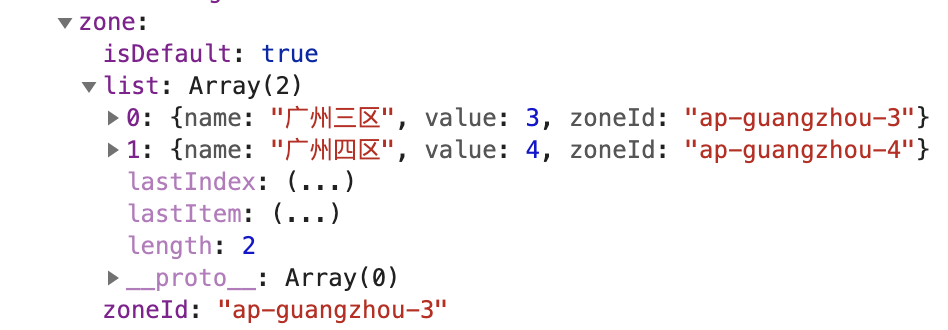 zone:
isDefault: true
list: Array(2)
0: {name: "广州三区", value: 3, zoneId: "ap-guangzhou-3"}
1: {name: "广州四区", value: 4, zoneId: "ap-guangzhou-4"}
lastIndex: (...)
lastItem: (...)
length: 2
__proto__: Array(0)
zoneId: "ap-guangzhou-3"